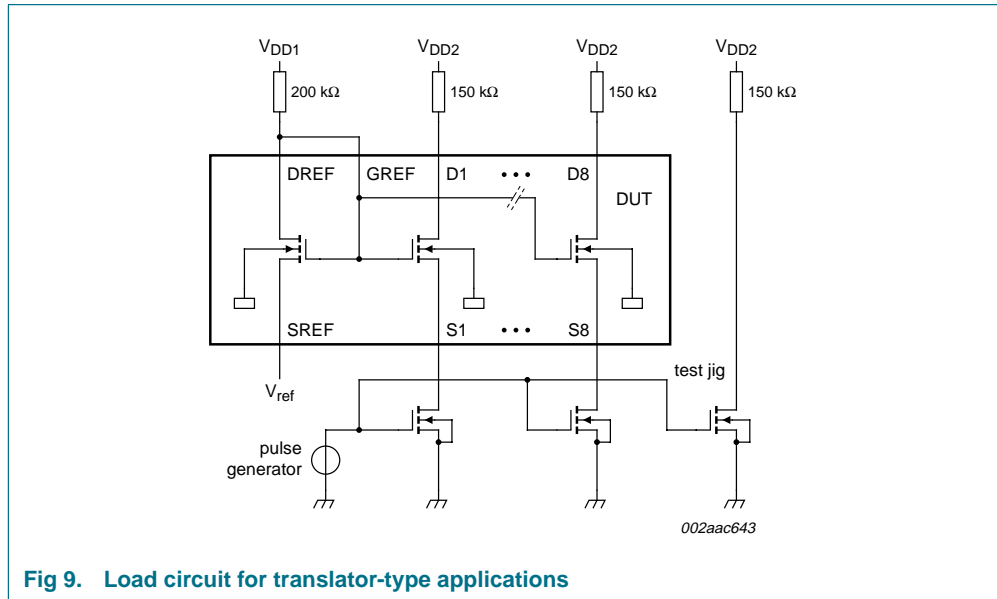 VDD1 VDD2 VDD2 VDD2
200 kΩ 150 kΩ 150 kΩ 150 kΩ
DREF GREF D1 • • • D8
DUT
SREF S1 • • • S8
test jig
Vref
pulse
generator
002aac643
Fig 9. Load circuit for translator-type applications